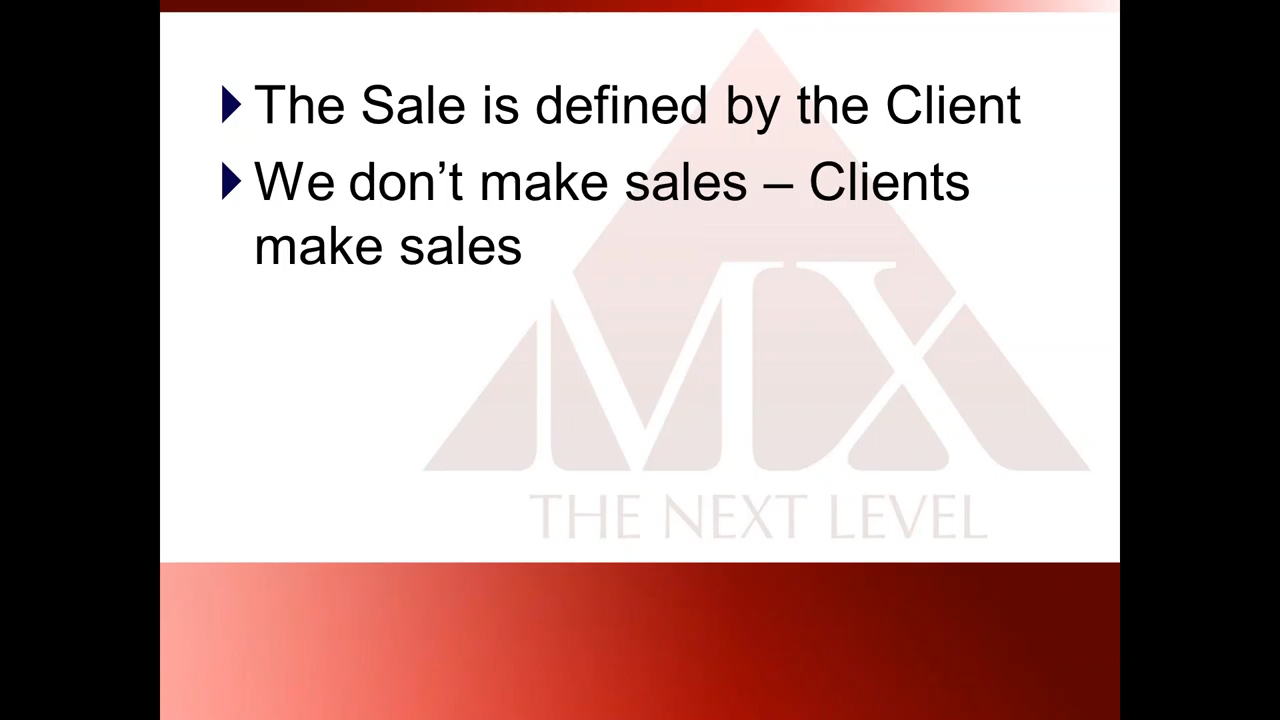 The Sale is defined by the Client
We don’t make sales – Clients
make sales
MX
THE NEXT LEVEL